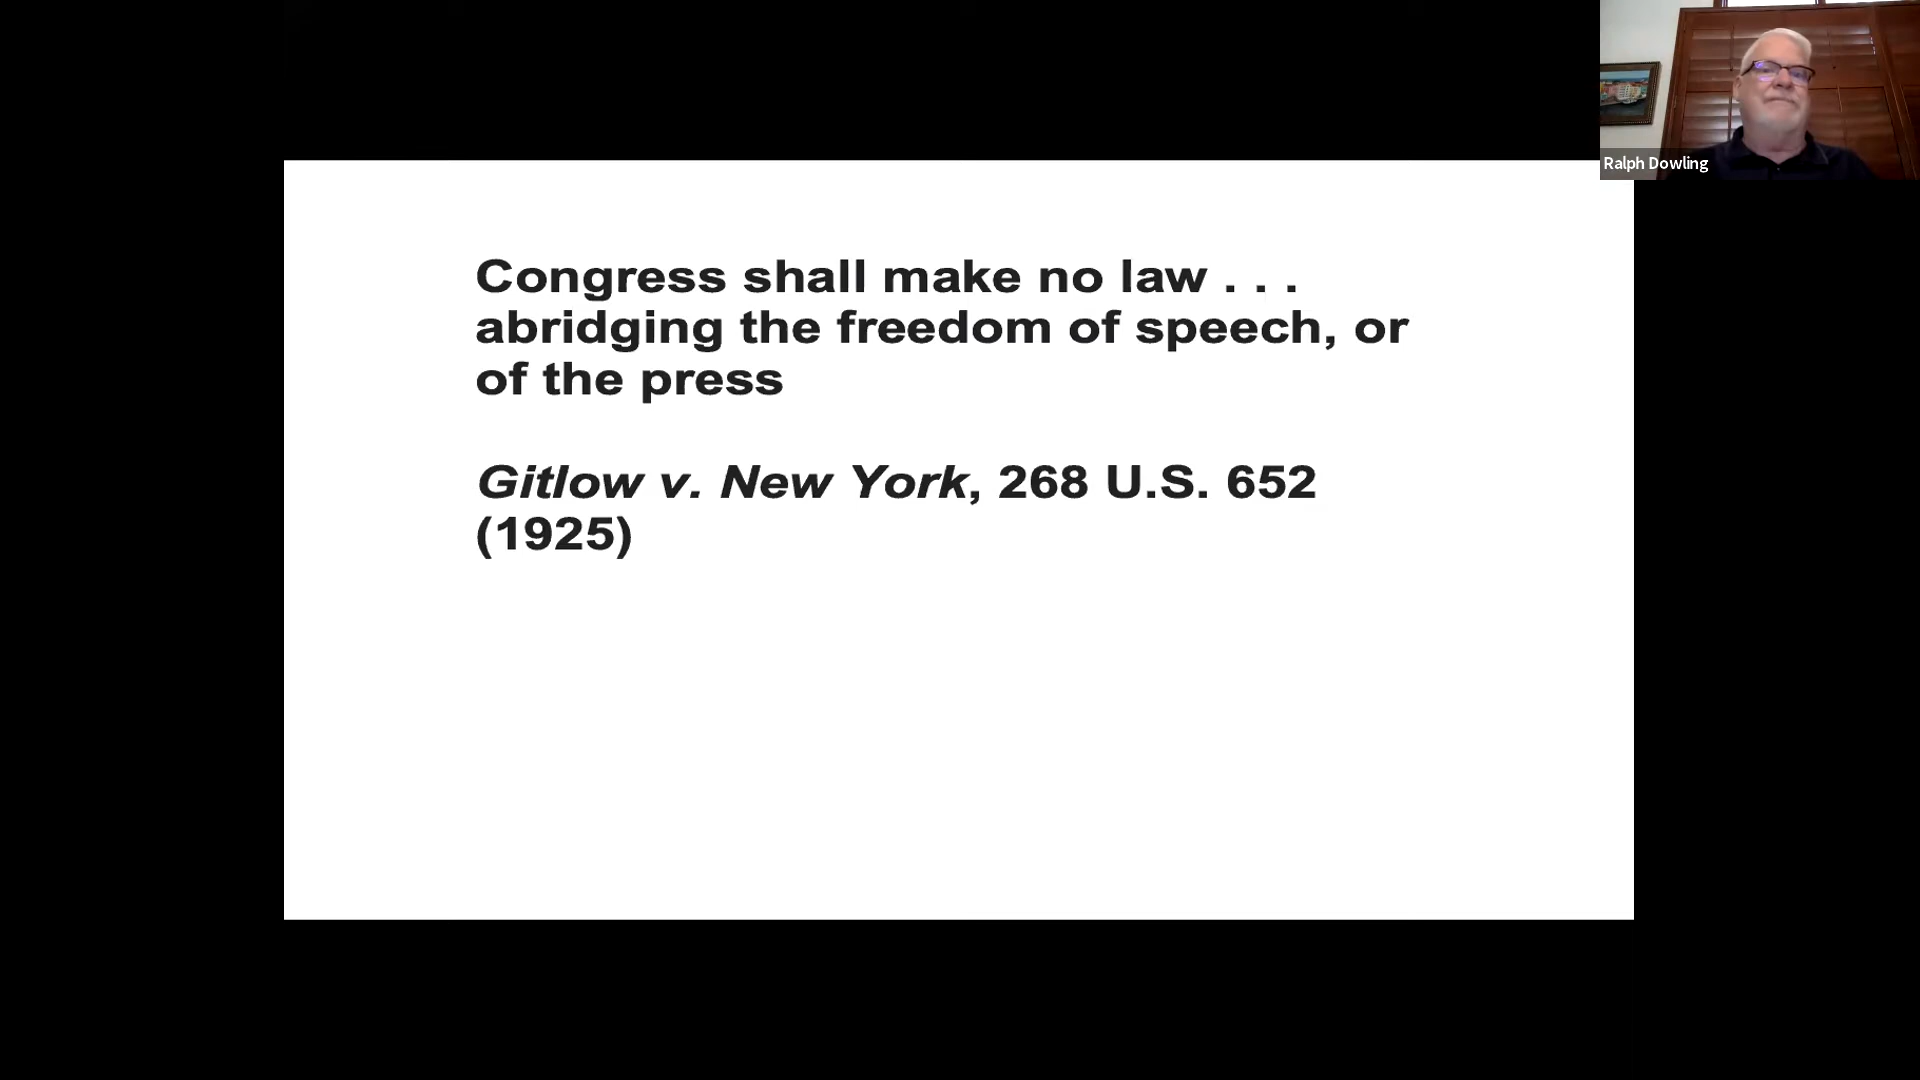 Congress shall make no law . . .
abridging the freedom of speech, or
of the press
Gitlow v. New York, 268 U.S. 652
(1925)
Ralph Dowling